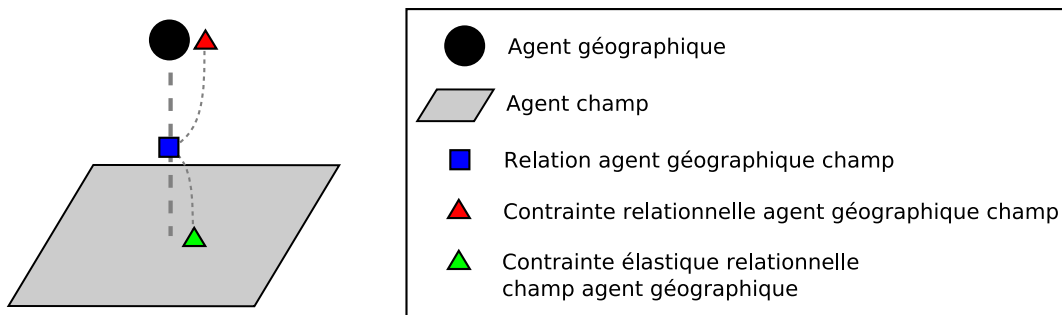 Agent géographique
Agent champ
Relation agent géographique champ
Contrainte relationnelle agent géographique champ
Contrainte élastique relationnelle
champ agent géographique